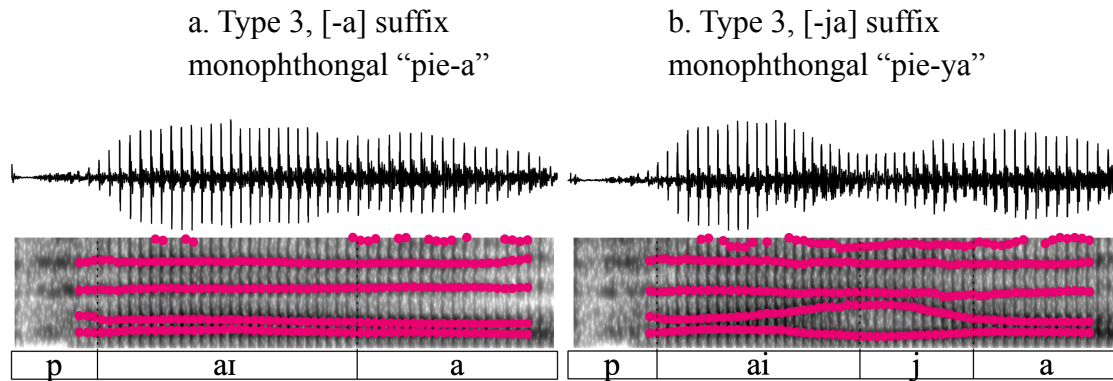 a. Type 3, [-a] suffix
monophthongal “pie-a”
b. Type 3, [-ja] suffix
monophthongal “pie-ya”
p aɪ a
p ai j a